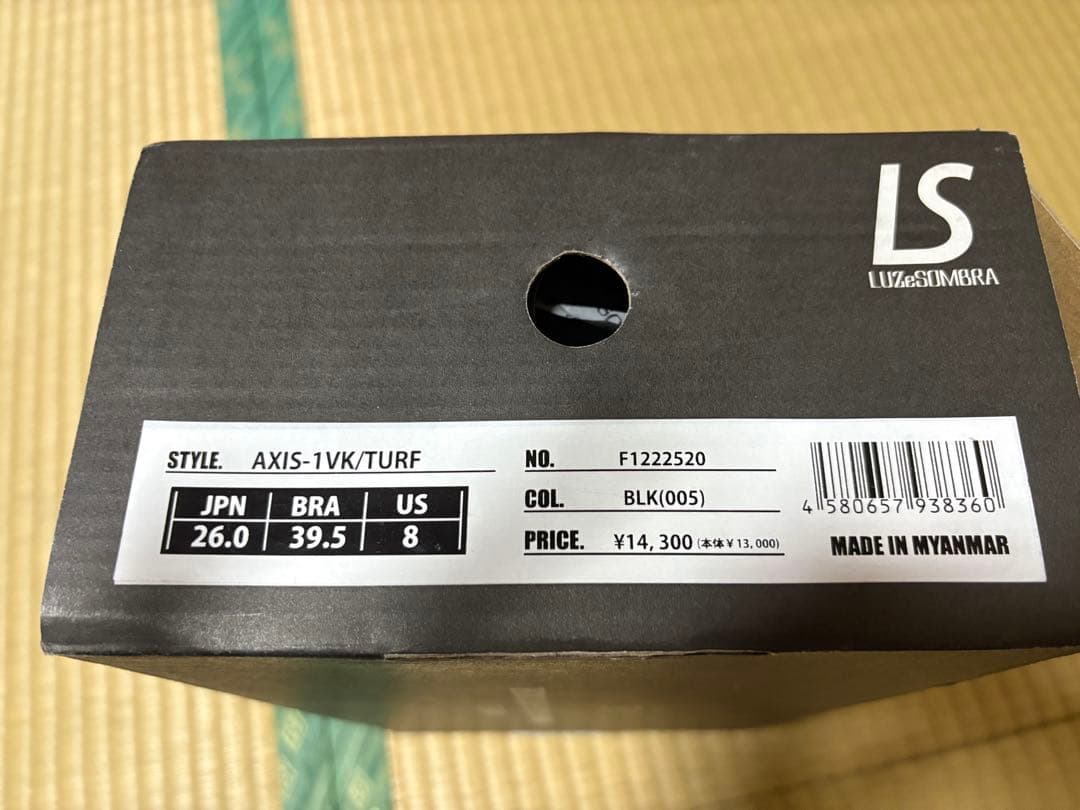 LS
LUZeSOMBRA
STYLE. AXIS-1VK/TURF
JPN BRA US
26.0 39.5 8
NO. F1222520
COL. BLK(005)
PRICE. ¥14,300 (本体¥13,000)
4 580657 938360
MADE IN MYANMAR